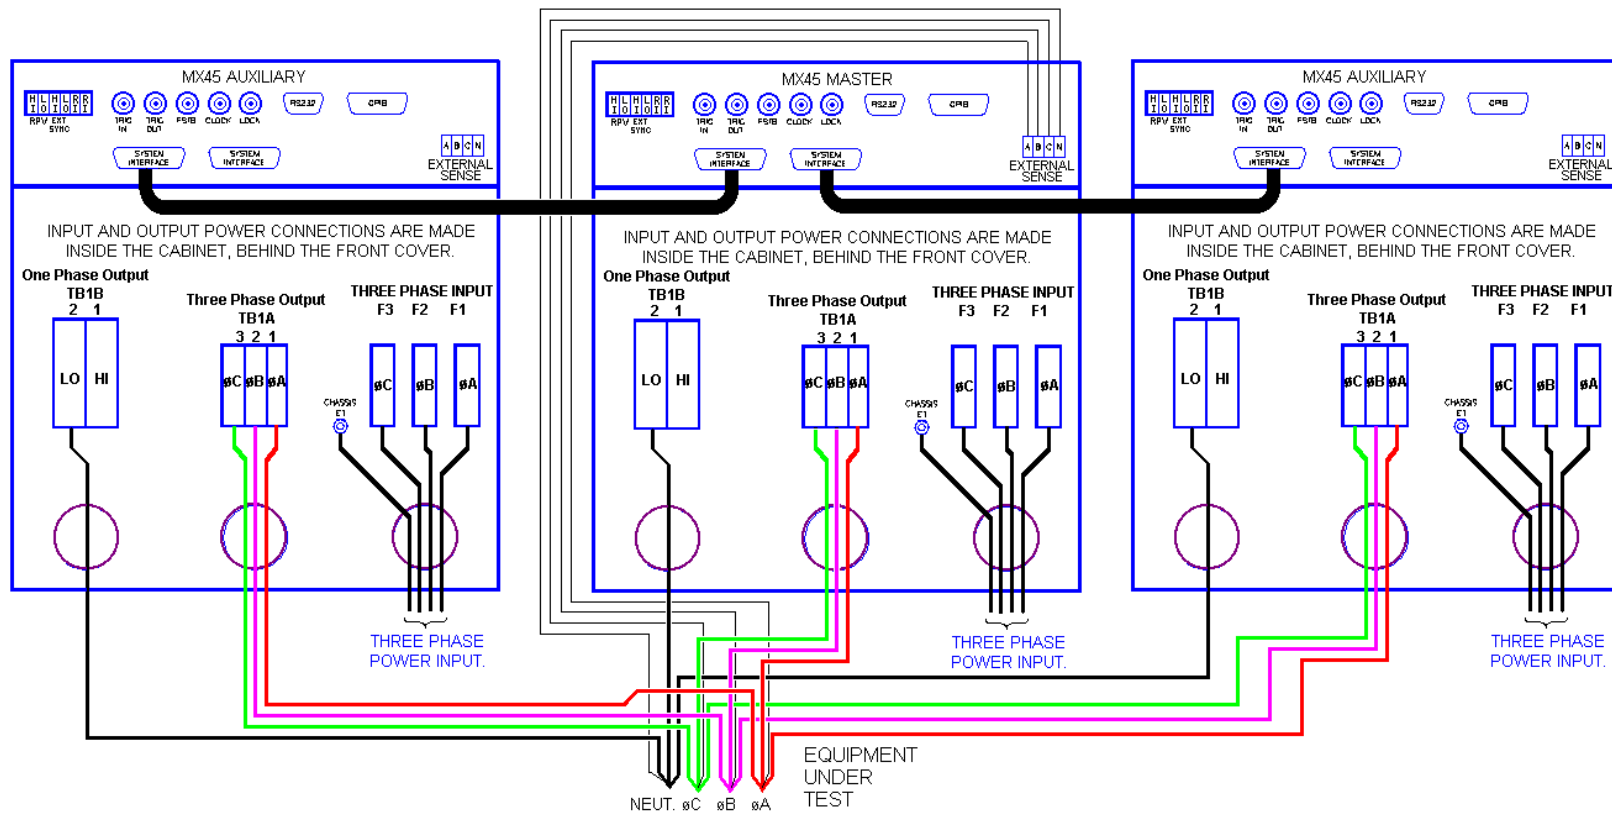 MX45 AUXILIARY
H L H L R R
I O I O I I
RPV EXT SYNC
TRIG IN
TRIG OUT
FSTB
CLOCK
LOCK
RS232
GPIB
SYSTEM INTERFACE
SYSTEM INTERFACE
A B C N
EXTERNAL SENSE
INPUT AND OUTPUT POWER CONNECTIONS ARE MADE
INSIDE THE CABINET, BEHIND THE FRONT COVER.
One Phase Output
TB1B
2 1
LO HI
Three Phase Output
TB1A
3 2 1
øC øB øA
THREE PHASE INPUT
F3 F2 F1
øC øB øA
CHASSIS
E1
THREE PHASE
POWER INPUT.
MX45 MASTER
H L H L R R
I O I O I I
RPV EXT SYNC
TRIG IN
TRIG OUT
FSTB
CLOCK
LOCK
RS232
GPIB
SYSTEM INTERFACE
SYSTEM INTERFACE
A B C N
EXTERNAL SENSE
INPUT AND OUTPUT POWER CONNECTIONS ARE MADE
INSIDE THE CABINET, BEHIND THE FRONT COVER.
One Phase Output
TB1B
2 1
LO HI
Three Phase Output
TB1A
3 2 1
øC øB øA
THREE PHASE INPUT
F3 F2 F1
øC øB øA
CHASSIS
E1
THREE PHASE
POWER INPUT.
MX45 AUXILIARY
H L H L R R
I O I O I I
RPV EXT SYNC
TRIG IN
TRIG OUT
FSTB
CLOCK
LOCK
RS232
GPIB
SYSTEM INTERFACE
SYSTEM INTERFACE
A B C N
EXTERNAL
SENSE
INPUT AND OUTPUT POWER CONNECTIONS ARE MADE
INSIDE THE CABINET, BEHIND THE FRONT COVER.
One Phase Output
TB1B
2 1
LO HI
Three Phase Output
TB1A
3 2 1
øC øB øA
THREE PHASE INPUT
F3 F2 F1
øC øB øA
CHASSIS
E1
THREE PHASE
POWER INPUT.
NEUT. øC øB øA
EQUIPMENT
UNDER
TEST